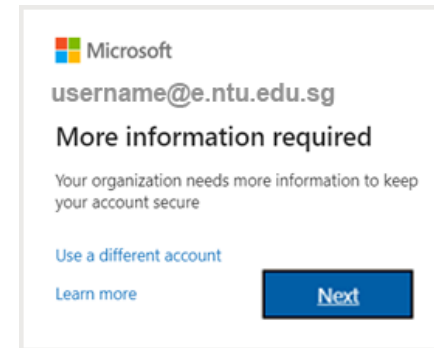 Microsoft
username@e.ntu.edu.sg
More information required
Your organization needs more information to keep
your account secure
Use a different account
Learn more
Next